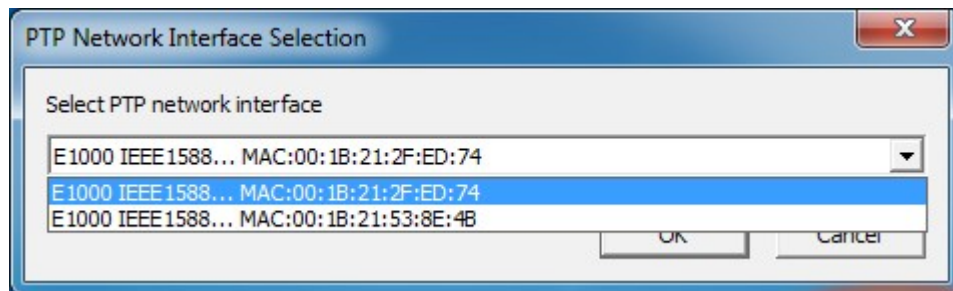 PTP Network Interface Selection
Select PTP network interface
E1000 IEEE1588... MAC:00:1B:21:2F:ED:74
E1000 IEEE1588... MAC:00:1B:21:2F:ED:74
E1000 IEEE1588... MAC:00:1B:21:53:8E:4B
OK Cancel